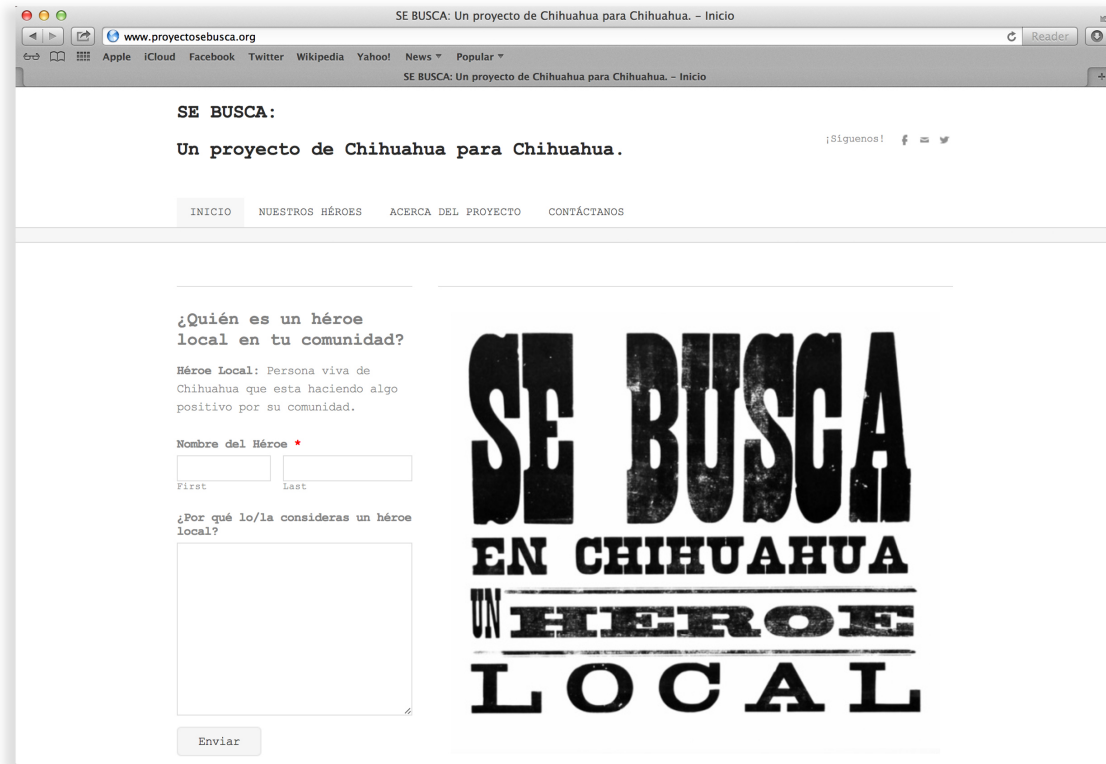 SE BUSCA: Un proyecto de Chihuahua para Chihuahua. – Inicio
www.proyectosebusca.org
Reader
Apple iCloud Facebook Twitter Wikipedia Yahoo! News Popular
SE BUSCA: Un proyecto de Chihuahua para Chihuahua. – Inicio
SE BUSCA:
Un proyecto de Chihuahua para Chihuahua.
¡Síguenos!
INICIO NUESTROS HÉROES ACERCA DEL PROYECTO CONTÁCTANOS
¿Quién es un héroe
local en tu comunidad?
Héroe Local: Persona viva de
Chihuahua que esta haciendo algo
positivo por su comunidad.
Nombre del Héroe *
First Last
¿Por qué lo/la consideras un héroe
local?
Enviar
SE BUSCA
EN CHIHUAHUA
UN HEROE
LOCAL